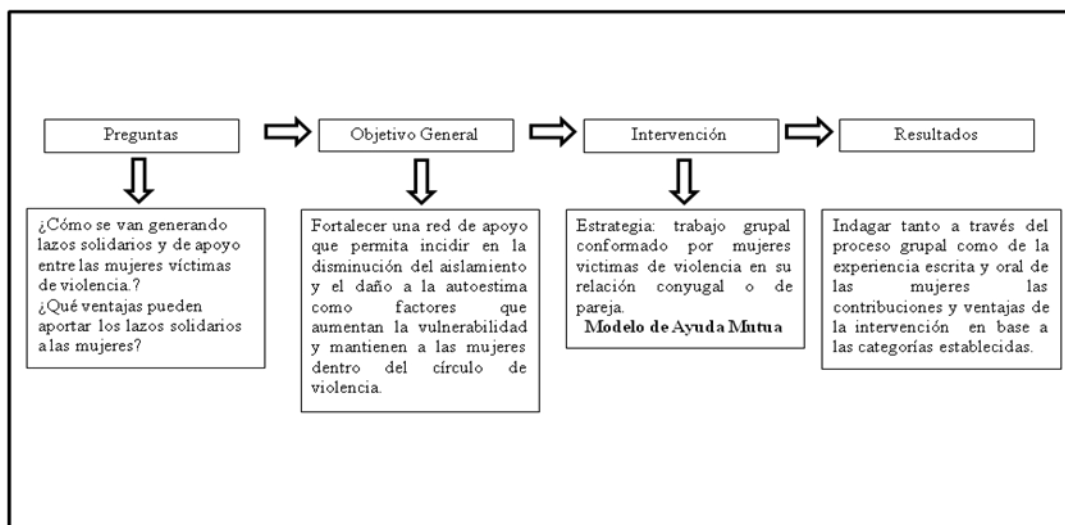 Preguntas
Objetivo General
Intervención
Resultados
¿Cómo se van generando
lazos solidarios y de apoyo
entre las mujeres víctimas
de violencia.?
¿Qué ventajas pueden
aportar los lazos solidarios
a las mujeres?
Fortalecer una red de apoyo
que permita incidir en la
disminución del aislamiento
y el daño a la autoestima
como factores que
aumentan la vulnerabilidad
y mantienen a las mujeres
dentro del círculo de
violencia.
Estrategia: trabajo grupal
conformado por mujeres
victimas de violencia en su
relación conyugal o de
pareja.
Modelo de Ayuda Mutua
Indagar tanto a través del
proceso grupal como de la
experiencia escrita y oral de
las mujeres las
contribuciones y ventajas de
la intervención en base a
las categorías establecidas.